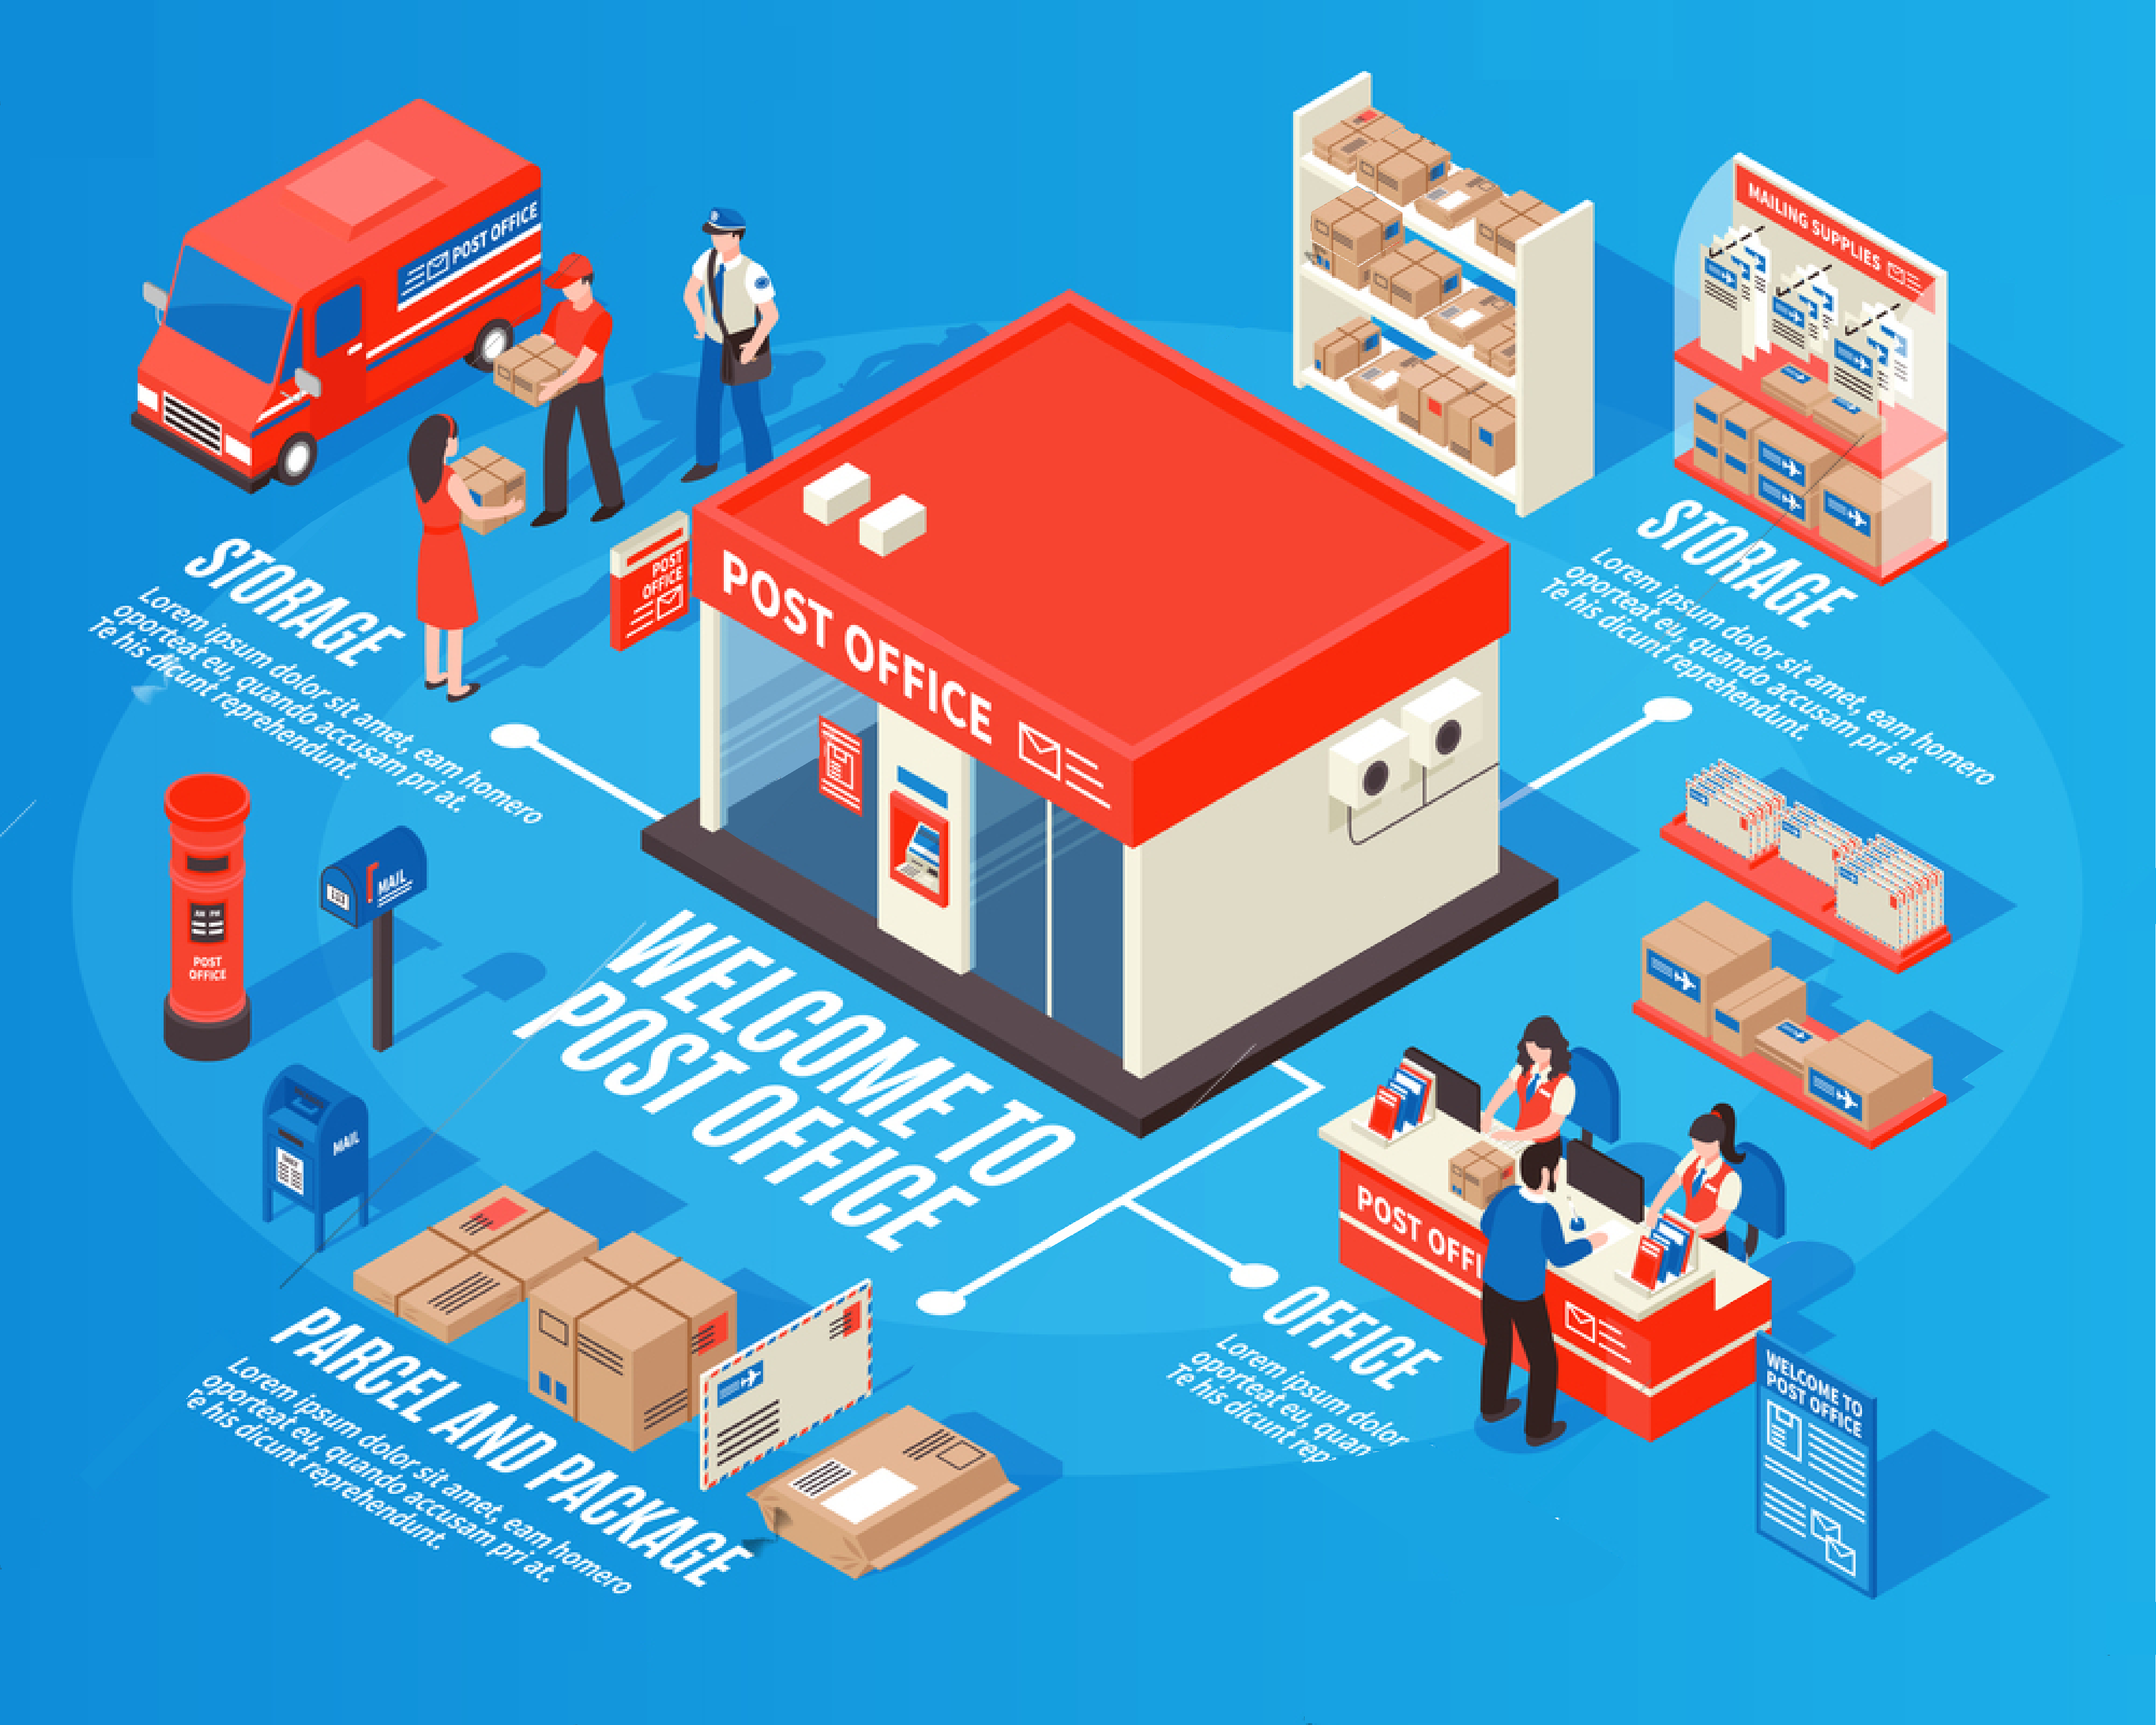 POST OFFICE
MAILING SUPPLIES
POST
OFFICE
POST OFFICE
STORAGE
Lorem ipsum dolor sit amet, eam homero
oporteat eu, quando accusam pri at.
Te his dicunt reprehendunt.
STORAGE
Lorem ipsum dolor sit amet, eam homero
oporteat eu, quando accusam pri at.
Te his dicunt reprehendunt.
MAIL
AM PM
POST
OFFICE
MAIL
WELCOME TO
POST OFFICE
POST OFFI
PARCEL AND PACKAGE
Lorem ipsum dolor sit amet, eam homero
oporteat eu, quando accusam pri at.
Te his dicunt reprehendunt.
OFFICE
Lorem ipsum dolor
oporteat eu, quan
Te his dicunt rep
WELCOME TO
POST OFFICE